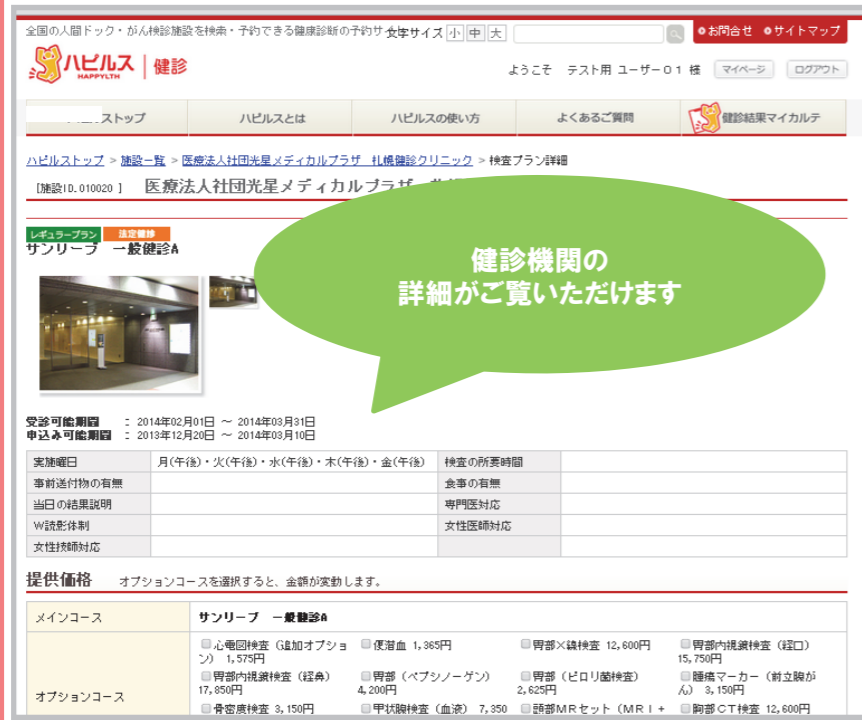 全国の人間ドック・がん検診施設を検索・予約できる健康診断の予約サ
文字サイズ 小 中 大
お問合せ サイトマップ
ハピルス 健診
HAPPYLTH
ようこそ テスト用 ユーザー０１ 様 マイページ ログアウト
ストップ ハピルスとは ハピルスの使い方 よくあるご質問 健診結果マイカルテ
ハピルストップ > 施設一覧 > 医療法人社団光星メディカルプラザ 札幌健診クリニック > 検査プラン詳細
[施設ID.010020 ] 医療法人社団光星メディカルプラザ
レギュラープラン 法定健診
サンリーブ 一般健診A
健診機関の
詳細がご覧いただけます
受診可能期間 : 2014年02月01日 ～ 2014年03月31日
申込み可能期間 : 2013年12月20日 ～ 2014年03月10日
実施曜日 月(午後)・火(午後)・水(午後)・木(午後)・金(午後) 検査の所要時間
事前送付物の有無 食事の有無
当日の結果説明 専門医対応
W読影体制 女性医師対応
女性技師対応
提供価格 オプションコースを選択すると、金額が変動します。
メインコース サンリーブ 一般健診A
オプションコース
心電図検査（追加オプション） 1,575円 便潜血 1,365円 胃部X線検査 12,600円 胃部内視鏡検査（経口） 15,750円
胃部内視鏡検査（経鼻） 17,850円 胃部（ペプシノーゲン） 4,200円 胃部（ピロリ菌検査） 2,625円 腫瘍マーカー（前立腺がん） 3,150円
骨密度検査 3,150円 甲状腺検査（血液） 7,350 頭部ＭＲセット（ＭＲＩ＋ 胸部ＣＴ検査 12,600円